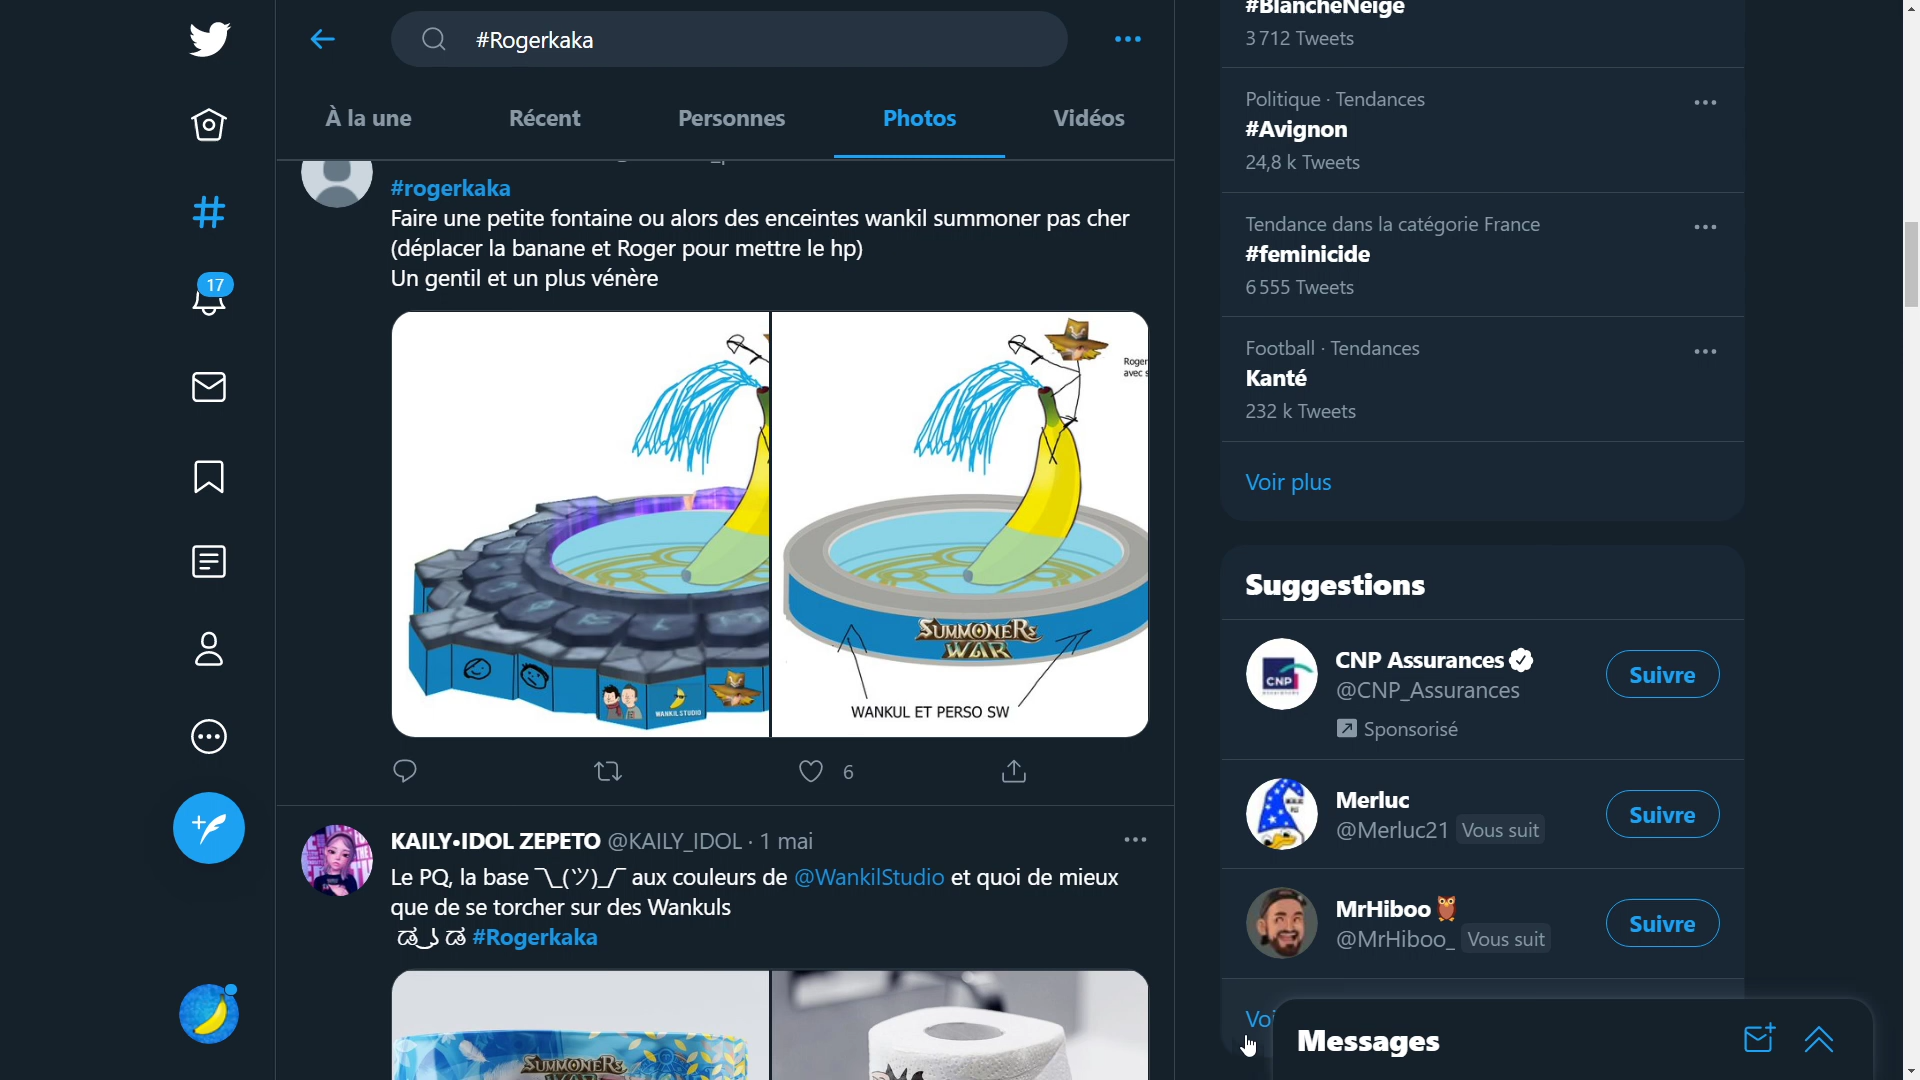 #Rogerkaka
À la une
Récent
Personnes
Photos
Vidéos
17
#rogerkaka
Faire une petite fontaine ou alors des enceintes wankil summoner pas cher
(déplacer la banane et Roger pour mettre le hp)
Un gentil et un plus vénère
Roger
avec s
WANKIL STUDIO
SUMMONERS
WAR
WANKUL ET PERSO SW
6
KAILY•IDOL ZEPETO @KAILY_IDOL · 1 mai
Le PQ, la base ¯\_(ツ)_/¯ aux couleurs de @WankilStudio et quoi de mieux
que de se torcher sur des Wankuls
ಡ ͜ ʖ ಡ #Rogerkaka
SUMMONERS
#BlancheNeige
3 712 Tweets
Politique · Tendances
#Avignon
24,8 k Tweets
Tendance dans la catégorie France
#feminicide
6 555 Tweets
Football · Tendances
Kanté
232 k Tweets
Voir plus
Suggestions
CNP
CNP Assurances
@CNP_Assurances
Sponsorisé
Suivre
Merluc
@Merluc21 Vous suit
Suivre
MrHiboo
@MrHiboo_ Vous suit
Suivre
Voi
Messages